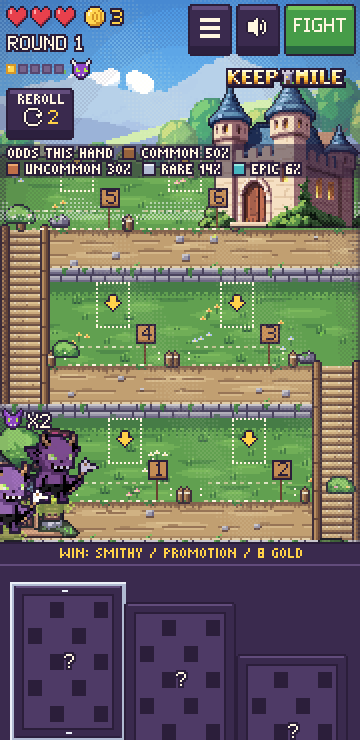 3
ROUND 1
FIGHT
KEEP MILE
REROLL
2
ODDS THIS HAND COMMON 50%
UNCOMMON 30% RARE 14% EPIC 6%
5
6
4
3
X2
1
2
WIN: SMITHY / PROMOTION / 8 GOLD
?
?
?